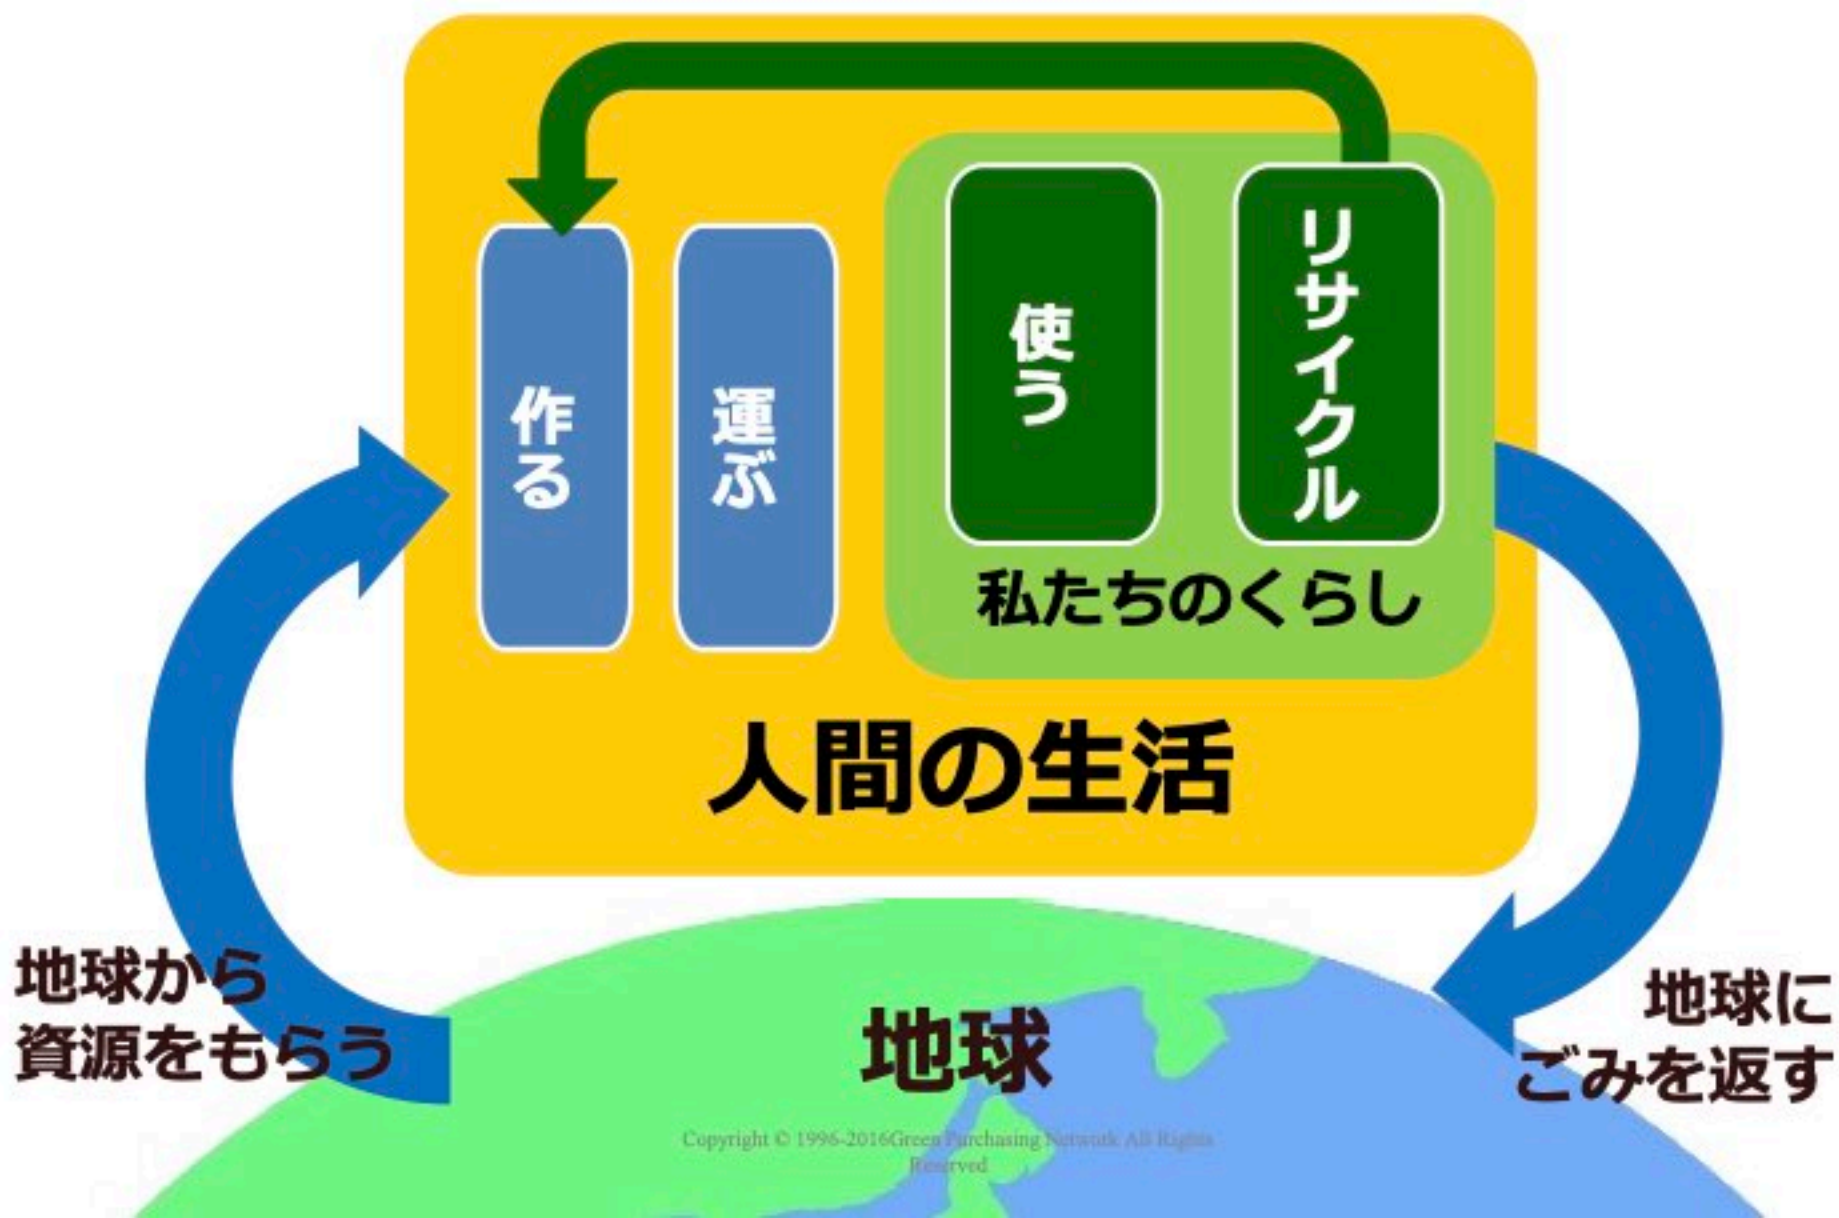 作る
運ぶ
使う
リサイクル
私たちのくらし
人間の生活
地球から
資源をもらう
地球
地球に
ごみを返す
Copyright © 1996-2016Green Purchasing Network All Rights
Reserved